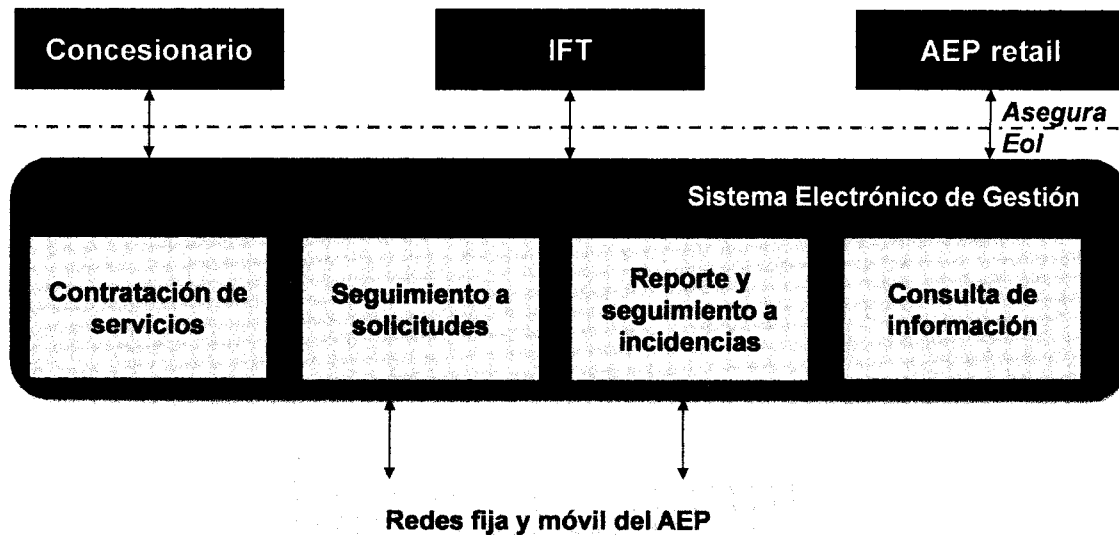 Concesionario
IFT
AEP retail
Asegura
EoI
Sistema Electrónico de Gestión
Contratación de
servicios
Seguimiento a
solicitudes
Reporte y
seguimiento a
incidencias
Consulta de
información
Redes fija y móvil del AEP